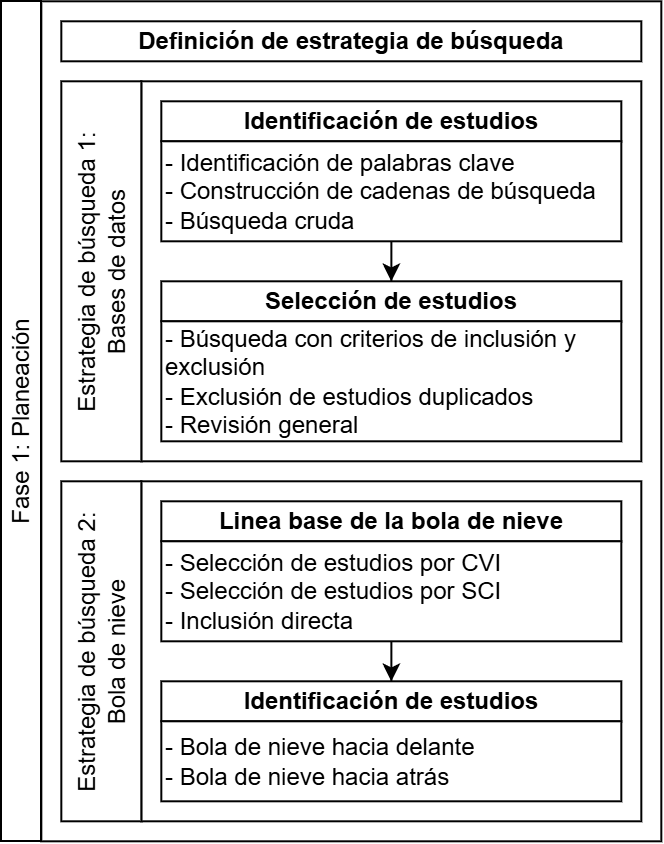 Fase 1: Planeación
Definición de estrategia de búsqueda
Estrategia de búsqueda 1:
Bases de datos
Identificación de estudios
- Identificación de palabras clave
- Construcción de cadenas de búsqueda
- Búsqueda cruda
Selección de estudios
- Búsqueda con criterios de inclusión y
exclusión
- Exclusión de estudios duplicados
- Revisión general
Estrategia de búsqueda 2:
Bola de nieve
Linea base de la bola de nieve
- Selección de estudios por CVI
- Selección de estudios por SCI
- Inclusión directa
Identificación de estudios
- Bola de nieve hacia delante
- Bola de nieve hacia atrás